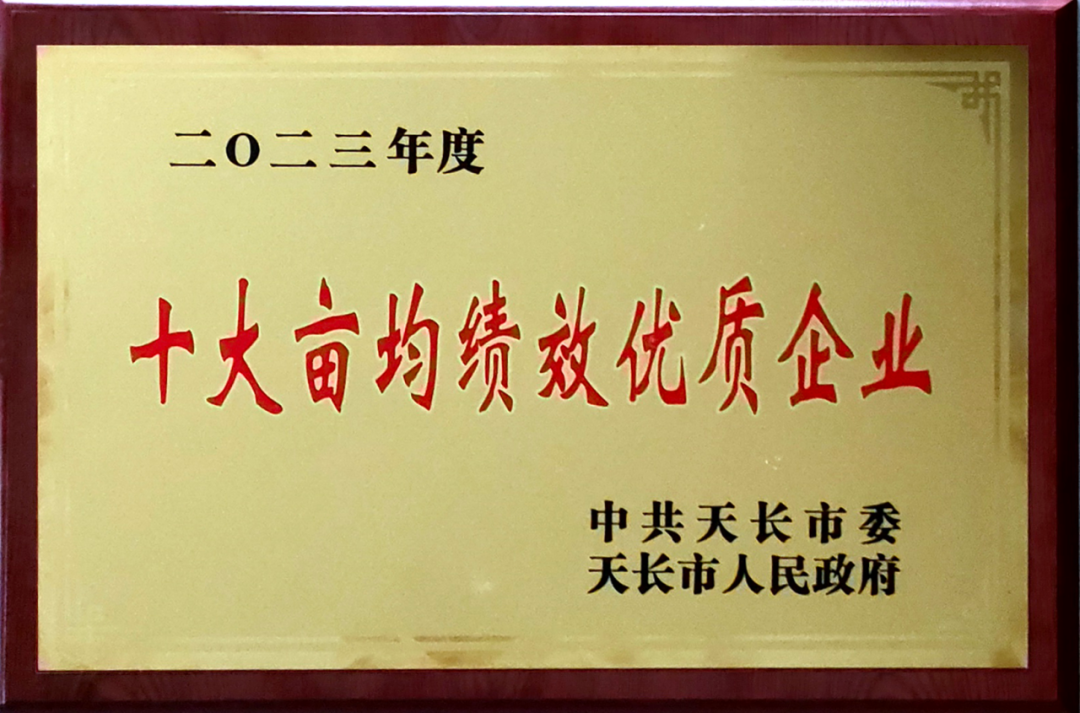 二〇二三年度
十大亩均绩效优质企业
中共天长市委
天长市人民政府